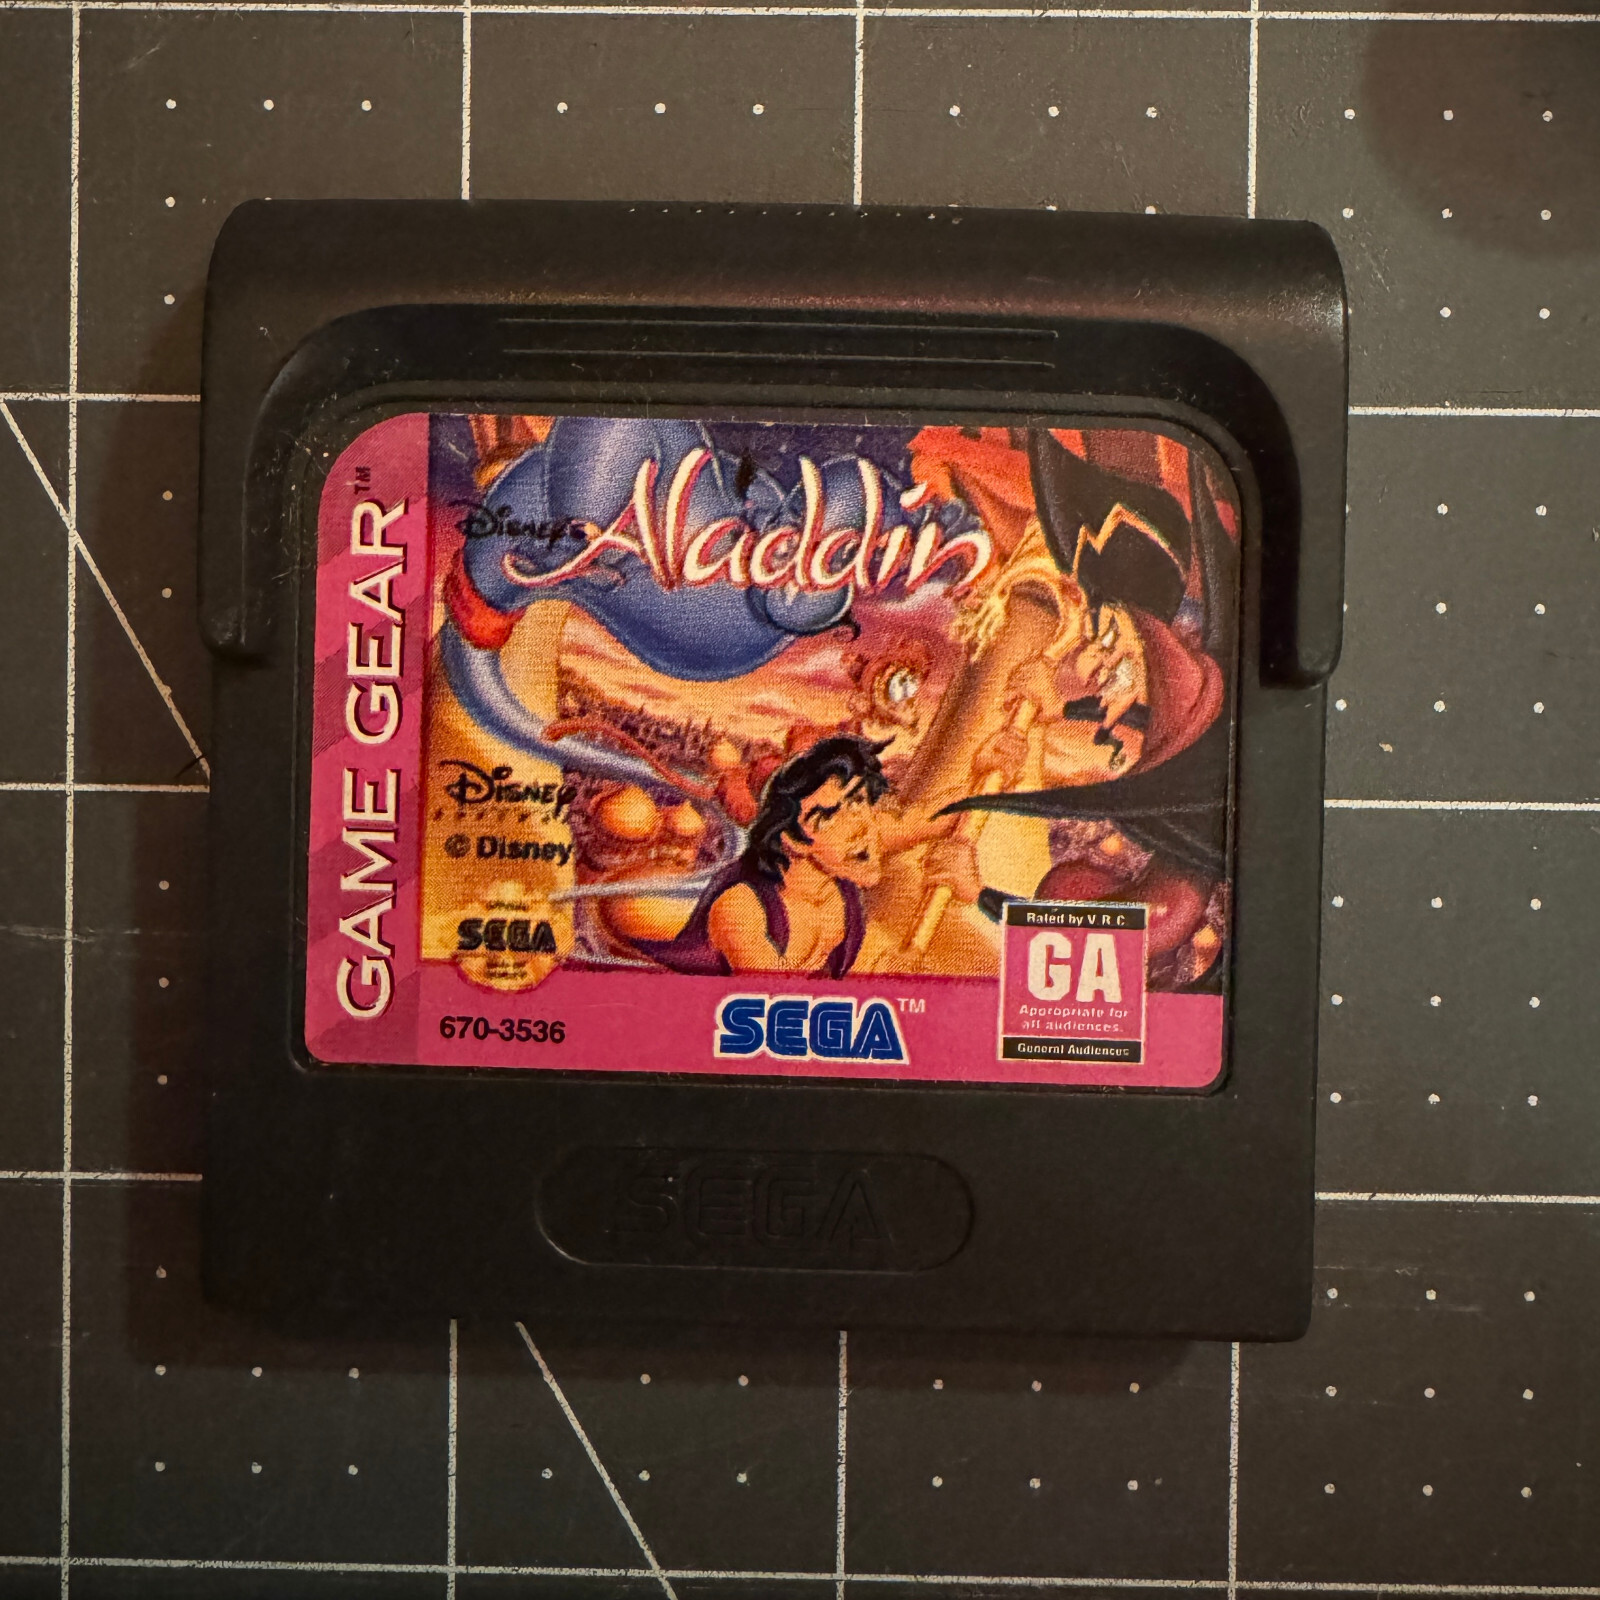 GAME GEAR™
Disney's Aladdin
Disney
© Disney
SEGA
Rated by V.R.C.
GA
Appropriate for
all audiences.
General Audiences
670-3536
SEGA™
SEGA